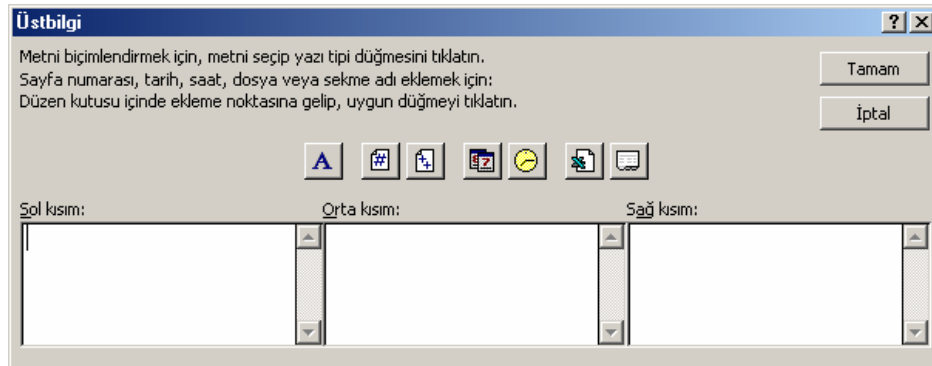 Üstbilgi
Metni biçimlendirmek için, metni seçip yazı tipi düğmesini tıklatın.
Sayfa numarası, tarih, saat, dosya veya sekme adı eklemek için:
Düzen kutusu içinde ekleme noktasına gelip, uygun düğmeyi tıklatın.
Tamam
İptal
Sol kısım:
Orta kısım:
Sağ kısım: